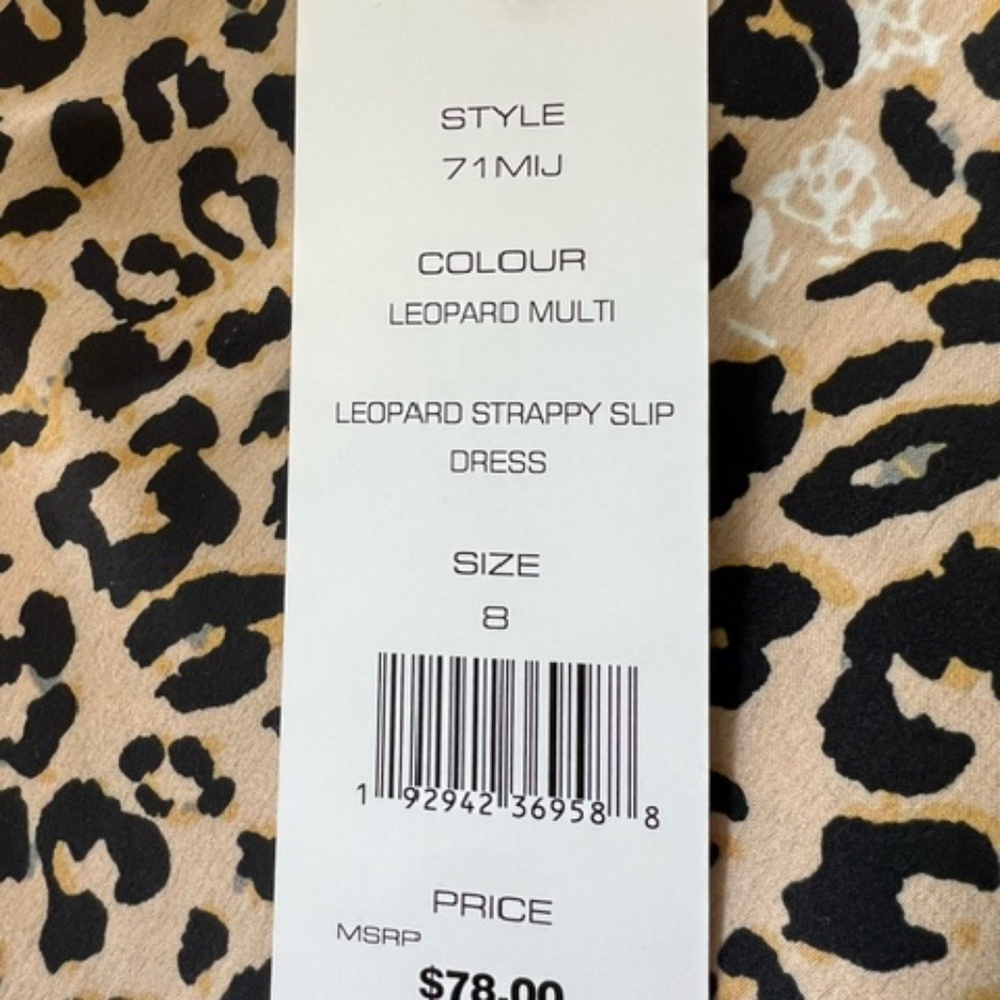 STYLE
71MIJ
COLOUR
LEOPARD MULTI
LEOPARD STRAPPY SLIP
DRESS
SIZE
8
1 92942 36958 8
PRICE
MSRP
$78.00